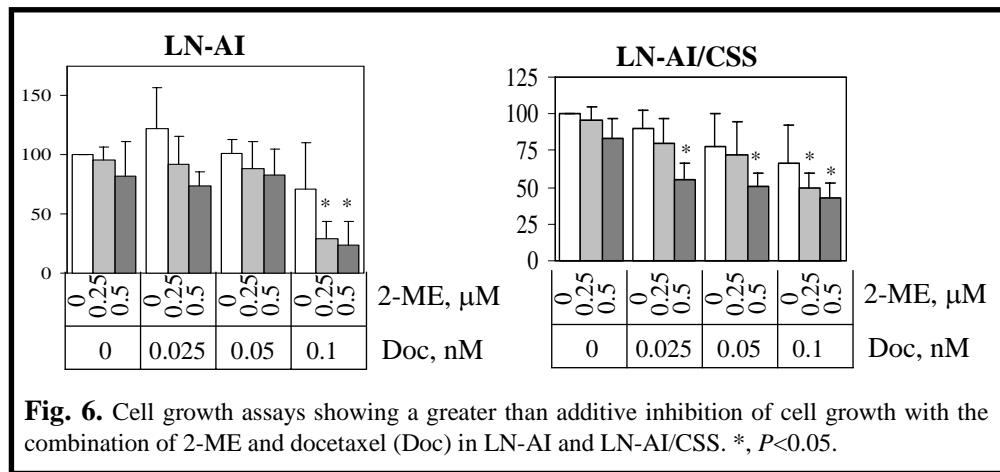 LN-AI
150
100
50
0
0 0.25 0.5 0 0.25 0.5 0 0.25 0.5 0 0.25 0.5 2-ME, μM
0 0.025 0.05 0.1 Doc, nM
* *
LN-AI/CSS
125
100
75
50
25
0
* * * *
0 0.25 0.5 0 0.25 0.5 0 0.25 0.5 0 0.25 0.5 2-ME, μM
0 0.025 0.05 0.1 Doc, nM
Fig. 6. Cell growth assays showing a greater than additive inhibition of cell growth with the
combination of 2-ME and docetaxel (Doc) in LN-AI and LN-AI/CSS. *, P<0.05.